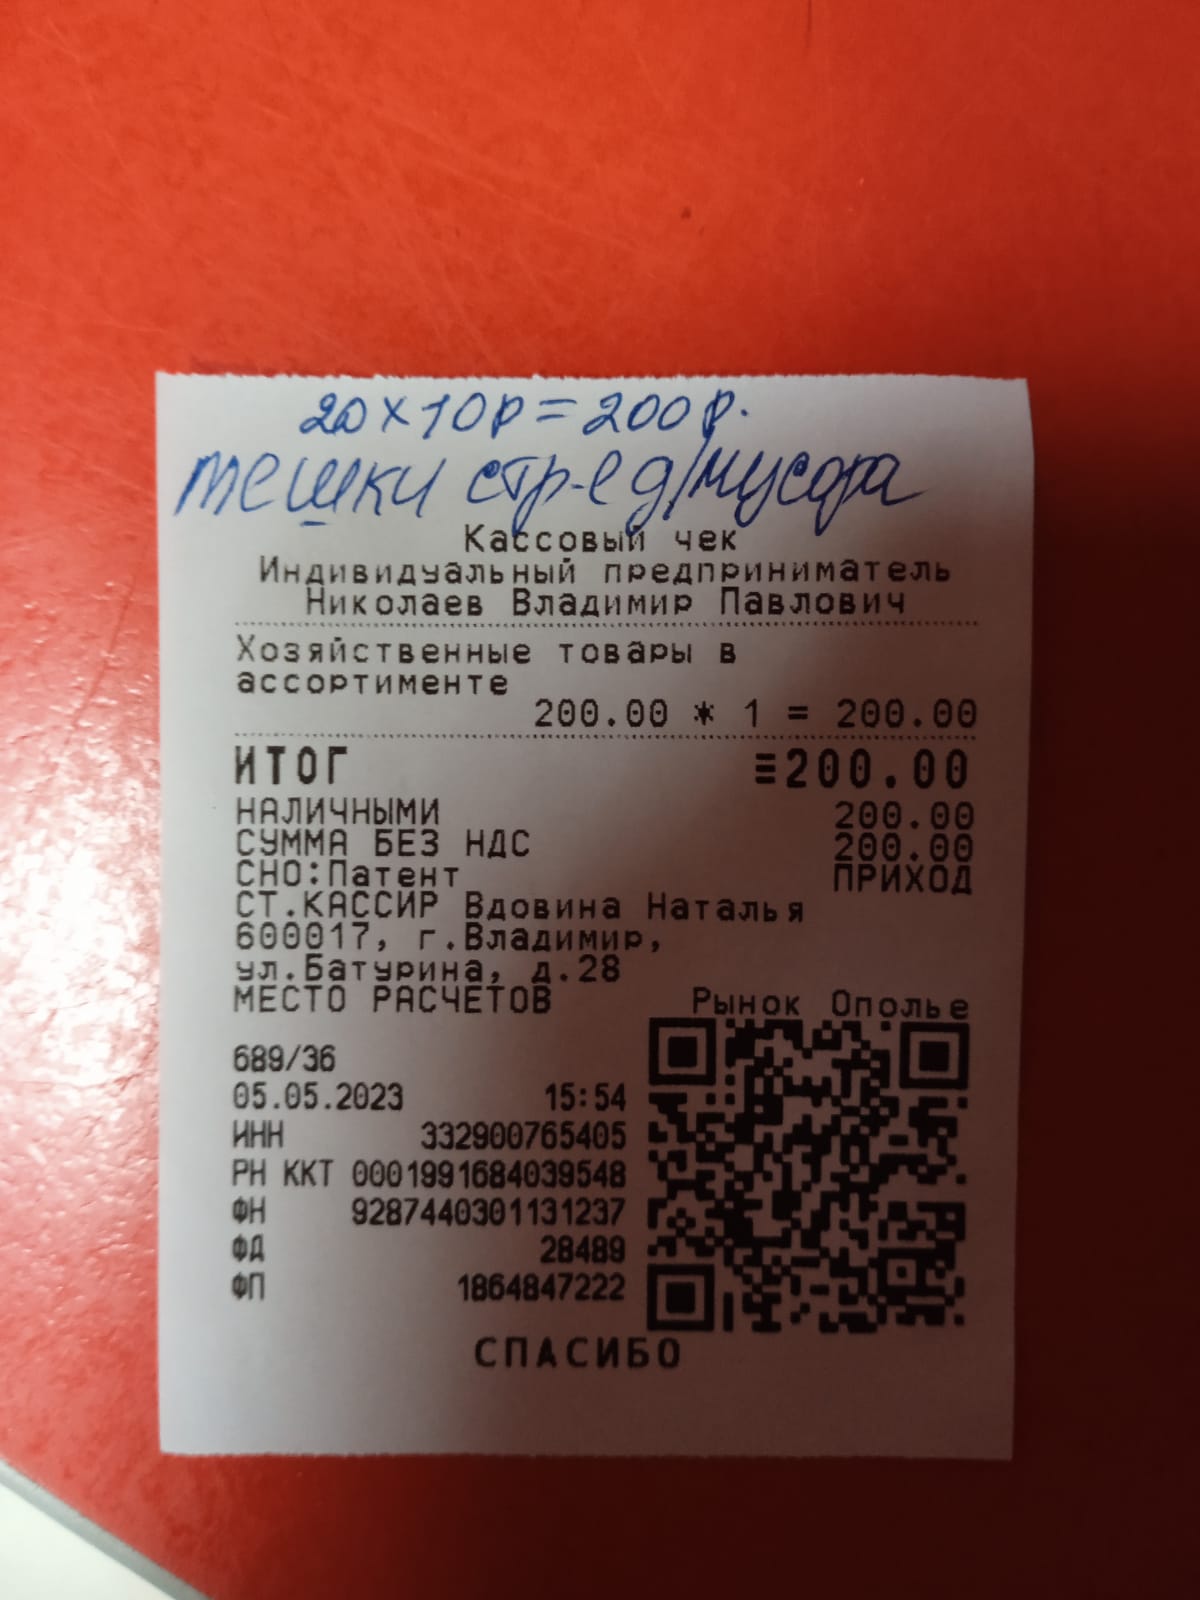 20 х 10р = 200р.
мешки стр-е д/мусора
Кассовый чек
Индивидуальный предприниматель
Николаев Владимир Павлович
Хозяйственные товары в
ассортименте
200.00 * 1 = 200.00
ИТОГ ≡200.00
НАЛИЧНЫМИ 200.00
СУММА БЕЗ НДС 200.00
СНО:Патент ПРИХОД
СТ.КАССИР Вдовина Наталья
600017, г.Владимир,
ул.Батурина, д.28
МЕСТО РАСЧЕТОВ Рынок Ополье
689/36
05.05.2023 15:54
ИНН 332900765405
РН ККТ 0001991684039548
ФН 9287440301131237
ФД 28489
ФП 1864847222
СПАСИБО